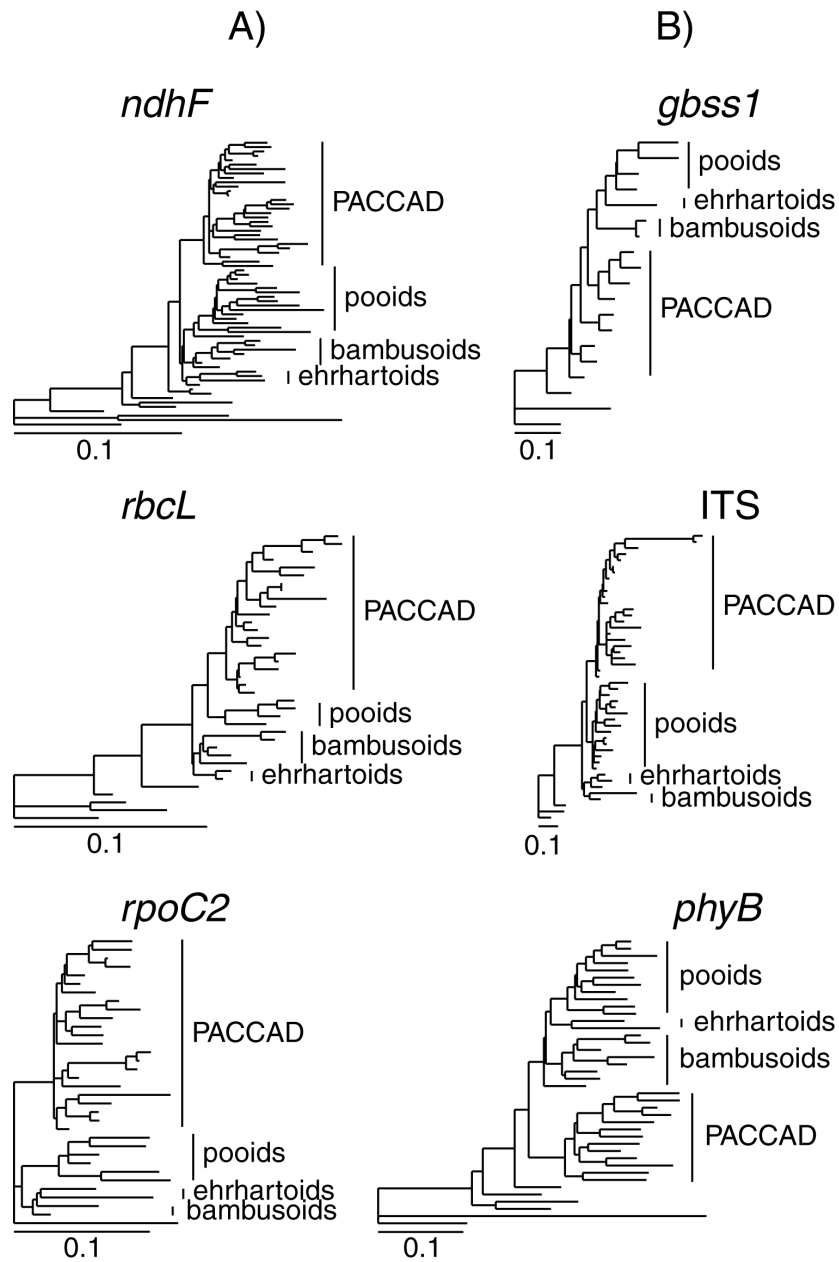 A)
B)
ndhF
PACCAD
pooids
bambusoids
ehrhartoids
0.1
gbss1
pooids
ehrhartoids
bambusoids
PACCAD
0.1
rbcL
PACCAD
pooids
bambusoids
ehrhartoids
0.1
ITS
PACCAD
pooids
ehrhartoids
bambusoids
0.1
rpoC2
PACCAD
pooids
ehrhartoids
bambusoids
0.1
phyB
pooids
ehrhartoids
bambusoids
PACCAD
0.1